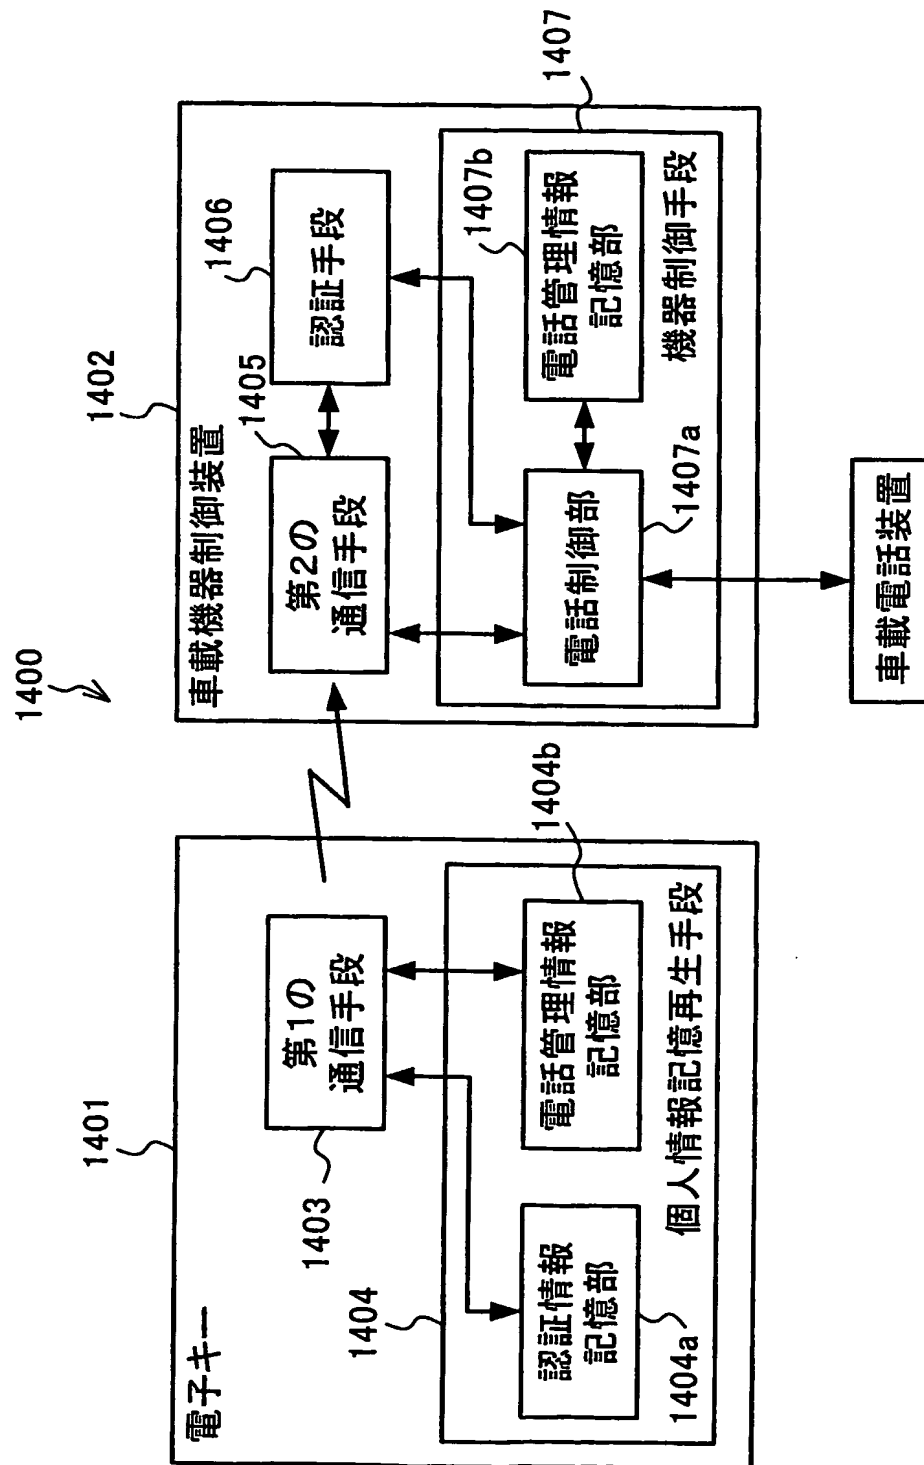 1400
1401
電子キー
1403
第1の
通信手段
1404
認証情報
記憶部
1404a
電話管理情報
記憶部
1404b
個人情報記憶再生手段
1402
車載機器制御装置
第2の
通信手段
1405
認証手段
1406
電話制御部
1407a
電話管理情報
記憶部
1407b
機器制御手段
1407
車載電話装置